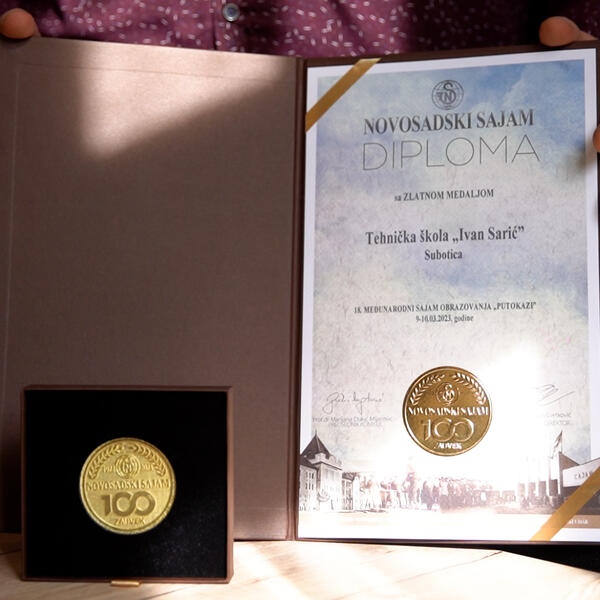 NOVOSADSKI SAJAM
DIPLOMA
sa ZLATNOM MEDALJOM
Tehnička škola „Ivan Sarić”
Subotica
18. MEĐUNARODNI SAJAM OBRAZOVANJA „PUTOKAZI”
9-10.03.2023. godine
NOVOSADSKI SAJAM
100
ZAUVEK
NOVOSADSKI SAJAM
100
ZAUVEK